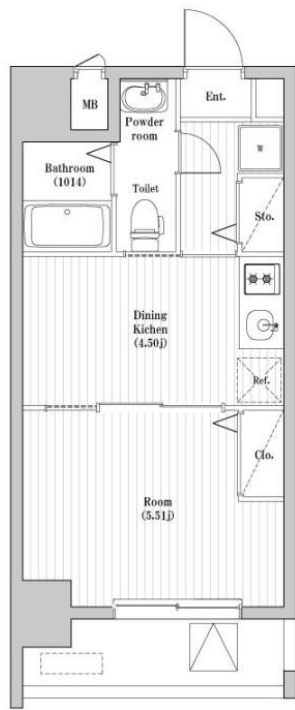 MB
Ent.
Powder
room
W
Bathroom
(1014)
Toilet
Sto.
Dining
Kichen
(4.50j)
Ref.
Clo.
Room
(5.51j)